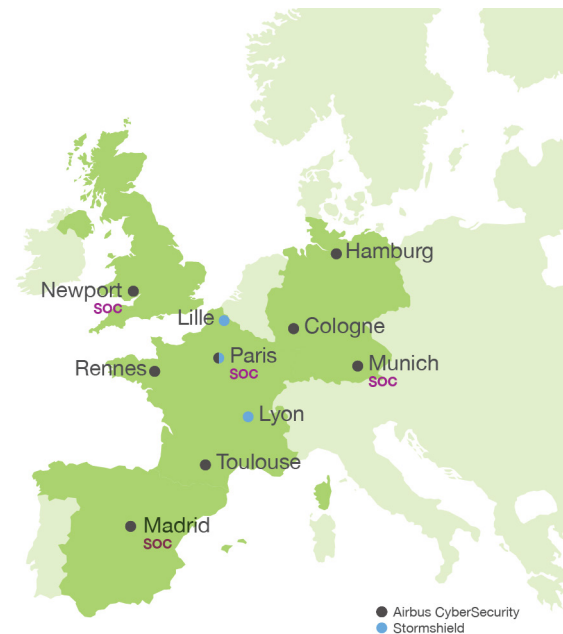 Hamburg
Newport
SOC
Lille
Cologne
Rennes
Paris
SOC
Munich
SOC
Lyon
Toulouse
Madrid
SOC
Airbus CyberSecurity
Stormshield